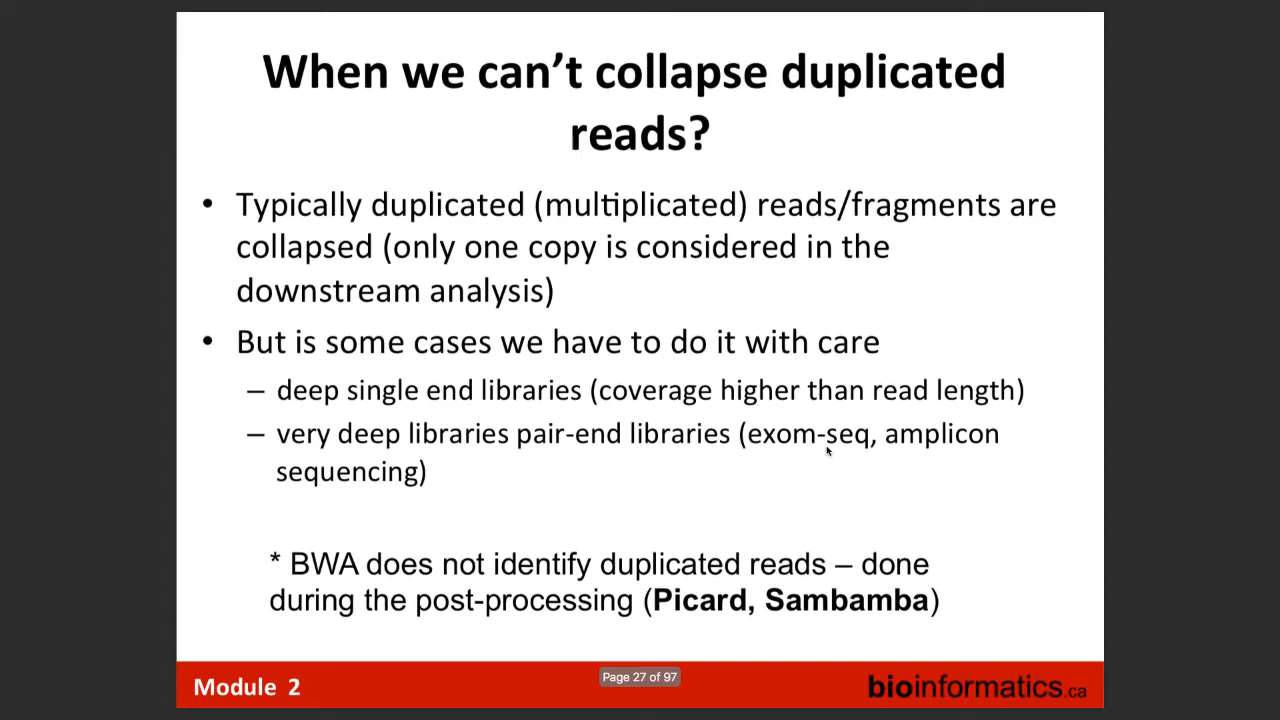 When we can’t collapse duplicated
reads?
• Typically duplicated (multiplicated) reads/fragments are
collapsed (only one copy is considered in the
downstream analysis)
• But is some cases we have to do it with care
– deep single end libraries (coverage higher than read length)
– very deep libraries pair-end libraries (exom-seq, amplicon
sequencing)
* BWA does not identify duplicated reads – done
during the post-processing (Picard, Sambamba)
Module 2
Page 27 of 97
bioinformatics.ca